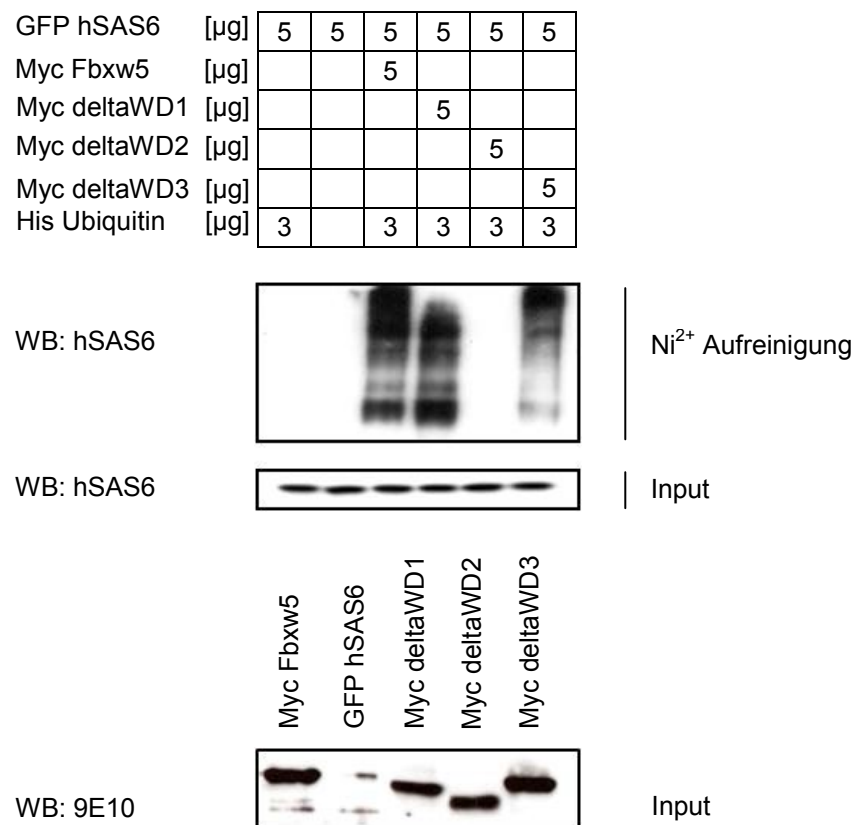 GFP hSAS6 [µg] 5 5 5 5 5 5
Myc Fbxw5 [µg] 5
Myc deltaWD1 [µg] 5
Myc deltaWD2 [µg] 5
Myc deltaWD3 [µg] 5
His Ubiquitin [µg] 3 3 3 3 3
WB: hSAS6 Ni²⁺ Aufreinigung
WB: hSAS6 Input
Myc Fbxw5
GFP hSAS6
Myc deltaWD1
Myc deltaWD2
Myc deltaWD3
WB: 9E10 Input